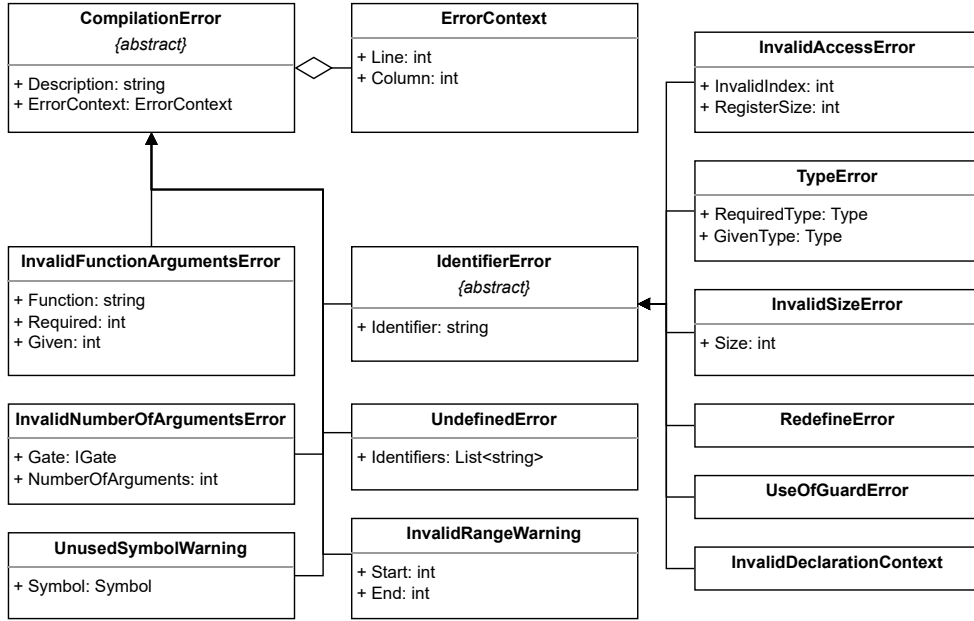 CompilationError
{abstract}
+ Description: string
+ ErrorContext: ErrorContext
ErrorContext
+ Line: int
+ Column: int
InvalidAccessError
+ InvalidIndex: int
+ RegisterSize: int
TypeError
+ RequiredType: Type
+ GivenType: Type
InvalidFunctionArgumentsError
+ Function: string
+ Required: int
+ Given: int
IdentifierError
{abstract}
+ Identifier: string
InvalidSizeError
+ Size: int
InvalidNumberOfArgumentsError
+ Gate: IGate
+ NumberOfArguments: int
UndefinedError
+ Identifiers: List<string>
RedefineError
UseOfGuardError
UnusedSymbolWarning
+ Symbol: Symbol
InvalidRangeWarning
+ Start: int
+ End: int
InvalidDeclarationContext